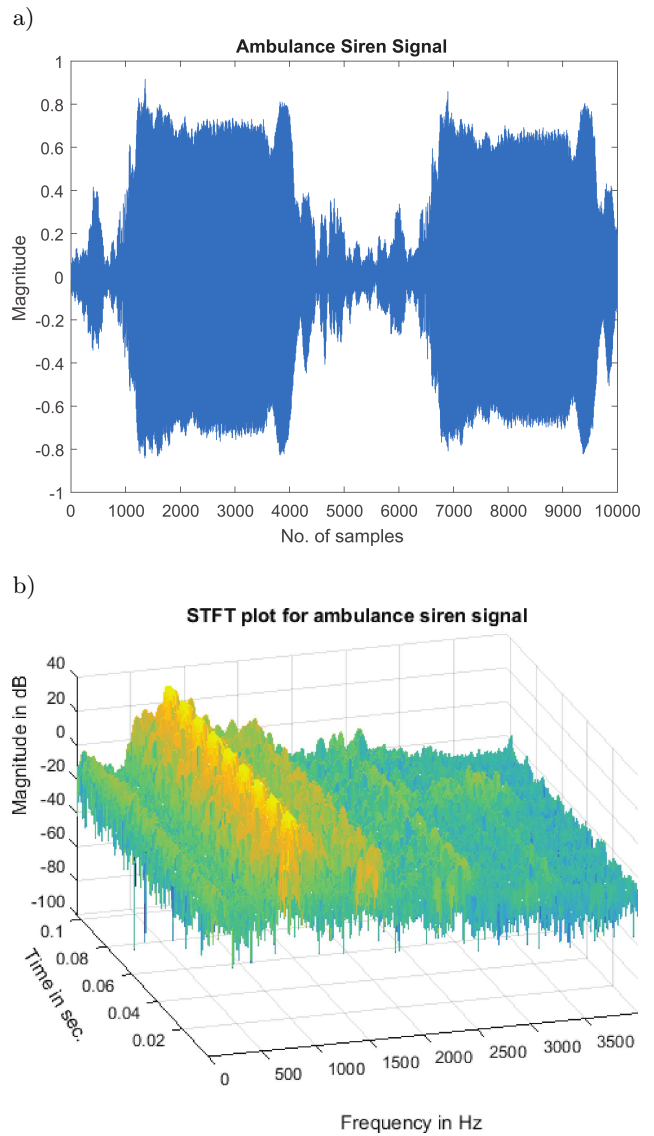 a)
Ambulance Siren Signal
1
0.8
0.6
0.4
0.2
0
-0.2
-0.4
-0.6
-0.8
-1
Magnitude
0 1000 2000 3000 4000 5000 6000 7000 8000 9000 10000
No. of samples
b)
STFT plot for ambulance siren signal
40
20
0
-20
-40
-60
-80
-100
Magnitude in dB
0.1
0.08
0.06
0.04
0.02
Time in sec.
0 500 1000 1500 2000 2500 3000 3500
Frequency in Hz